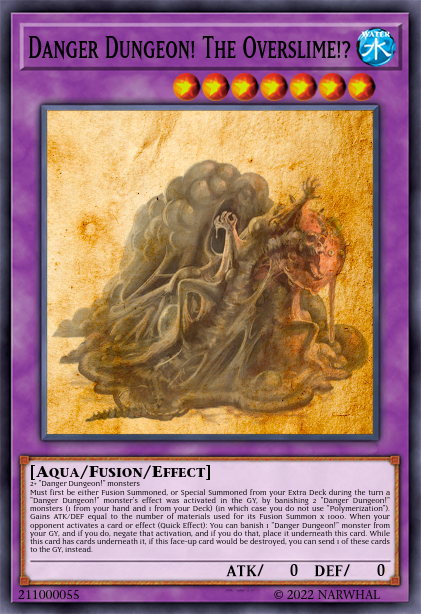 DANGER DUNGEON! THE OVERSLIME!?
WATER
水
[AQUA/FUSION/EFFECT]
2+ "Danger Dungeon!" monsters
Must first be either Fusion Summoned, or Special Summoned from your Extra Deck during the turn a
"Danger Dungeon!" monster's effect was activated in the GY, by banishing 2 "Danger Dungeon!"
monsters (1 from your hand and 1 from your Deck) (in which case you do not use "Polymerization").
Gains ATK/DEF equal to the number of materials used for its Fusion Summon x 1000. When your
opponent activates a card or effect (Quick Effect): You can banish 1 "Danger Dungeon!" monster from
your GY, and if you do, negate that activation, and if you do that, place it underneath this card. While
this card has cards underneath it, if this face-up card would be destroyed, you can send 1 of these cards
to the GY, instead.
ATK/ 0 DEF/ 0
211000055
© 2022 NARWHAL